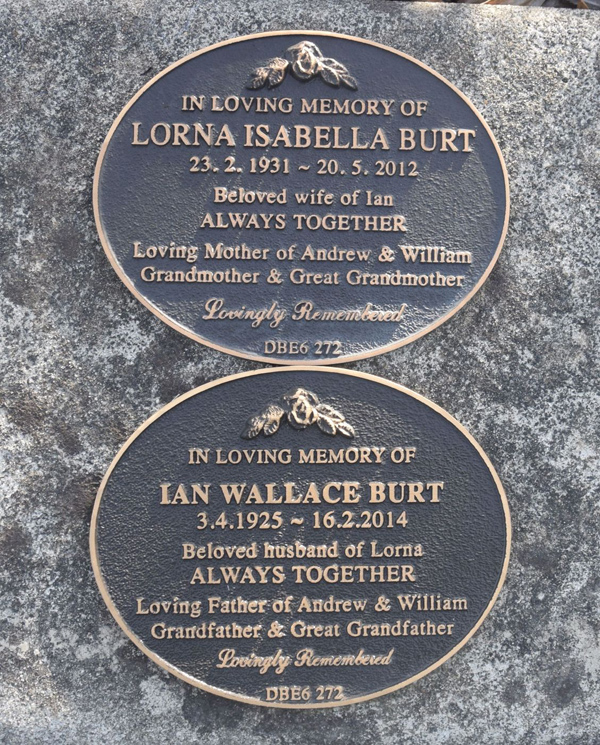 IN LOVING MEMORY OF
LORNA ISABELLA BURT
23. 2. 1931 ~ 20. 5. 2012
Beloved wife of Ian
ALWAYS TOGETHER
Loving Mother of Andrew & William
Grandmother & Great Grandmother
Lovingly Remembered
DBE6 272
IN LOVING MEMORY OF
IAN WALLACE BURT
3.4.1925 ~ 16.2.2014
Beloved husband of Lorna
ALWAYS TOGETHER
Loving Father of Andrew & William
Grandfather & Great Grandfather
Lovingly Remembered
DBE6 272